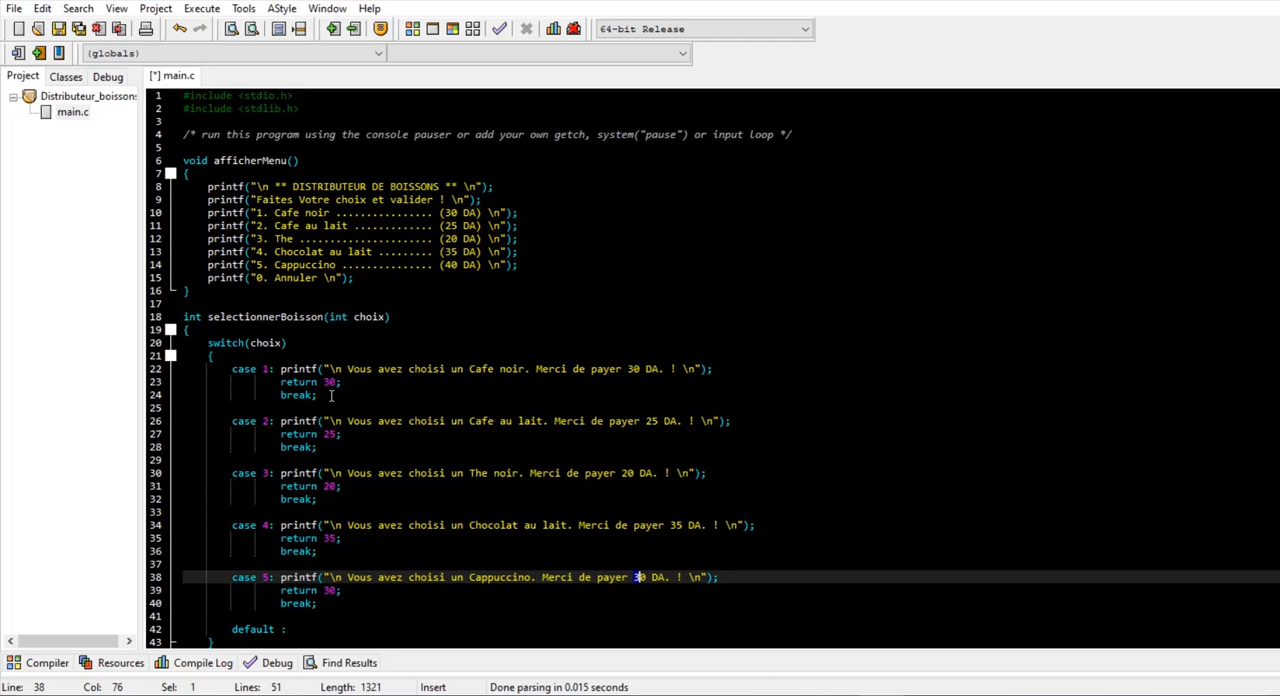 File Edit Search View Project Execute Tools AStyle Window Help
64-bit Release
(globals)
Project Classes Debug
[*] main.c
Distributeur_boissons
main.c
1 #include <stdio.h>
2 #include <stdlib.h>
3
4 /* run this program using the console pauser or add your own getch, system("pause") or input loop */
5
6 void afficherMenu()
7 {
8 printf("\n ** DISTRIBUTEUR DE BOISSONS ** \n");
9 printf("Faites Votre choix et valider ! \n");
10 printf("1. Cafe noir ................ (30 DA) \n");
11 printf("2. Cafe au lait ............. (25 DA) \n");
12 printf("3. The ...................... (20 DA) \n");
13 printf("4. Chocolat au lait ......... (35 DA) \n");
14 printf("5. Cappuccino ............... (40 DA) \n");
15 printf("0. Annuler \n");
16 }
17
18 int selectionnerBoisson(int choix)
19 {
20 switch(choix)
21 {
22 case 1: printf("\n Vous avez choisi un Cafe noir. Merci de payer 30 DA. ! \n");
23 return 30;
24 break;
25
26 case 2: printf("\n Vous avez choisi un Cafe au lait. Merci de payer 25 DA. ! \n");
27 return 25;
28 break;
29
30 case 3: printf("\n Vous avez choisi un The noir. Merci de payer 20 DA. ! \n");
31 return 20;
32 break;
33
34 case 4: printf("\n Vous avez choisi un Chocolat au lait. Merci de payer 35 DA. ! \n");
35 return 35;
36 break;
37
38 case 5: printf("\n Vous avez choisi un Cappuccino. Merci de payer 30 DA. ! \n");
39 return 30;
40 break;
41
42 default :
43 }
Compiler Resources Compile Log Debug Find Results
Line: 38 Col: 76 Sel: 1 Lines: 51 Length: 1321 Insert Done parsing in 0.015 seconds